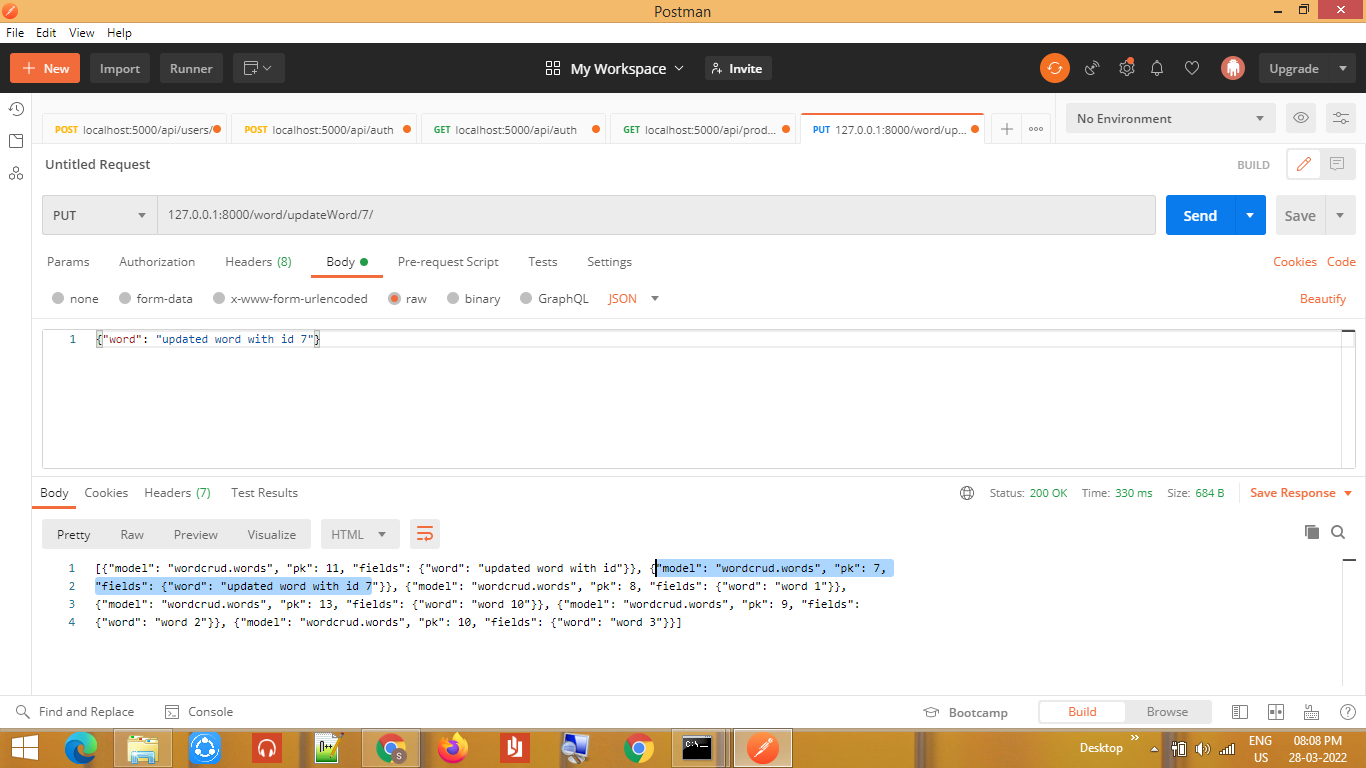 Postman
File Edit View Help
New Import Runner My Workspace Invite Upgrade
POST localhost:5000/api/users/ POST localhost:5000/api/auth GET localhost:5000/api/auth GET localhost:5000/api/prod... PUT 127.0.0.1:8000/word/up... No Environment
Untitled Request BUILD
PUT 127.0.0.1:8000/word/updateWord/7/ Send Save
Params Authorization Headers (8) Body Pre-request Script Tests Settings Cookies Code
none form-data x-www-form-urlencoded raw binary GraphQL JSON Beautify
1 {"word": "updated word with id 7"}
Body Cookies Headers (7) Test Results Status: 200 OK Time: 330 ms Size: 684 B Save Response
Pretty Raw Preview Visualize HTML
1 [{"model": "wordcrud.words", "pk": 11, "fields": {"word": "updated word with id"}}, {"model": "wordcrud.words", "pk": 7,
2 "fields": {"word": "updated word with id 7"}}, {"model": "wordcrud.words", "pk": 8, "fields": {"word": "word 1"}},
3 {"model": "wordcrud.words", "pk": 13, "fields": {"word": "word 10"}}, {"model": "wordcrud.words", "pk": 9, "fields":
4 {"word": "word 2"}}, {"model": "wordcrud.words", "pk": 10, "fields": {"word": "word 3"}}]
Find and Replace Console Bootcamp Build Browse
Desktop ENG 08:08 PM
US 28-03-2022